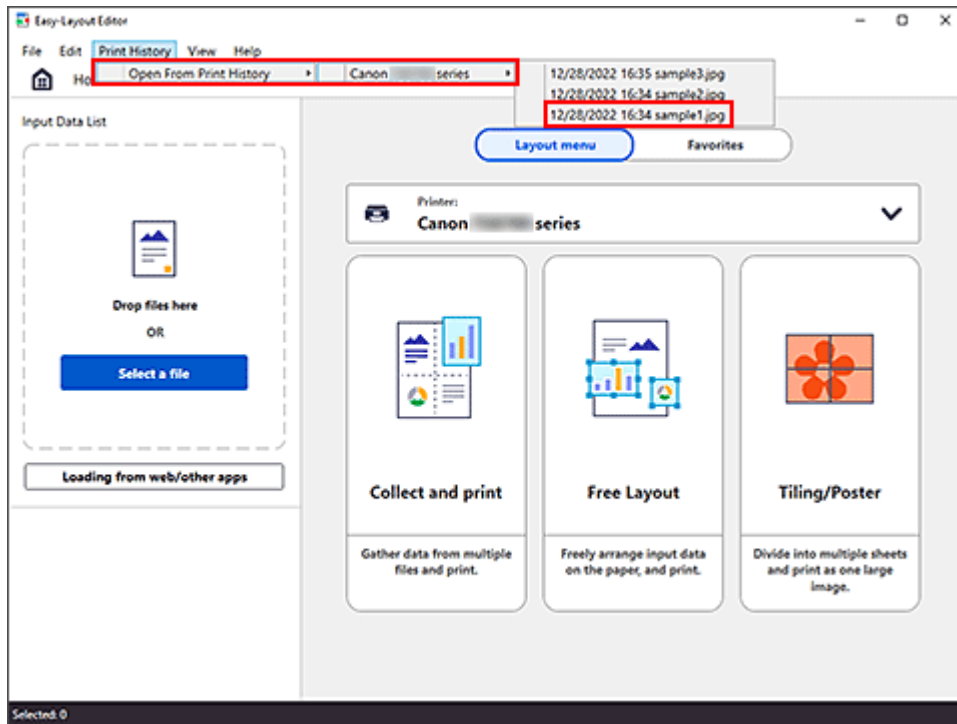 Easy-Layout Editor
File Edit Print History View Help
Open From Print History Canon series
12/28/2022 16:35 sample3.jpg
12/28/2022 16:34 sample2.jpg
12/28/2022 16:34 sample1.jpg
Ho
Input Data List
Layout menu Favorites
Printer:
Canon series
Drop files here
OR
Select a file
Loading from web/other apps
Collect and print
Gather data from multiple
files and print.
Free Layout
Freely arrange input data
on the paper, and print.
Tiling/Poster
Divide into multiple sheets
and print as one large
image.
Selected: 0